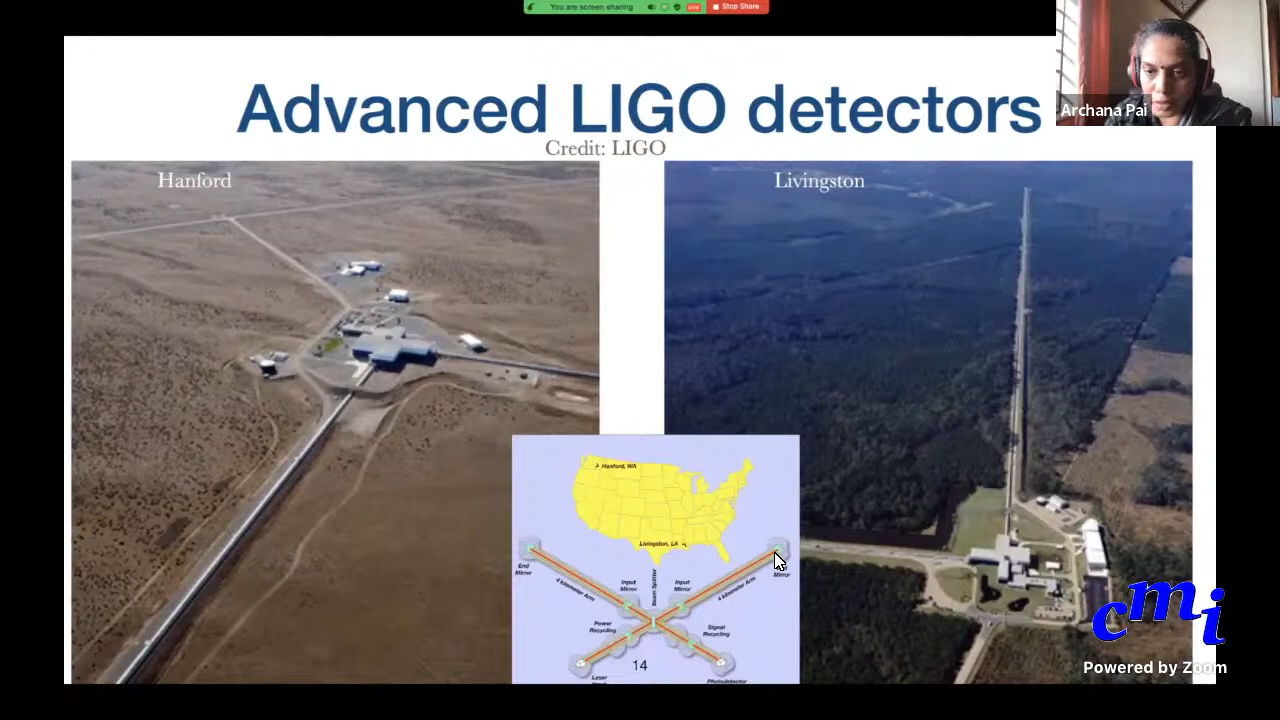 You are screen sharing
LIVE
Stop Share
Archana Pai
Advanced LIGO detectors
Credit: LIGO
Hanford
Livingston
Hanford, WA
Livingston, LA
End
Mirror
4 kilometer Arm
Input
Mirror
Beam Splitter
Input
Mirror
4 kilometer Arm
Mirror
Power
Recycling
Signal
Recycling
14
Laser
Photodetector
cmi
Powered by Zoom